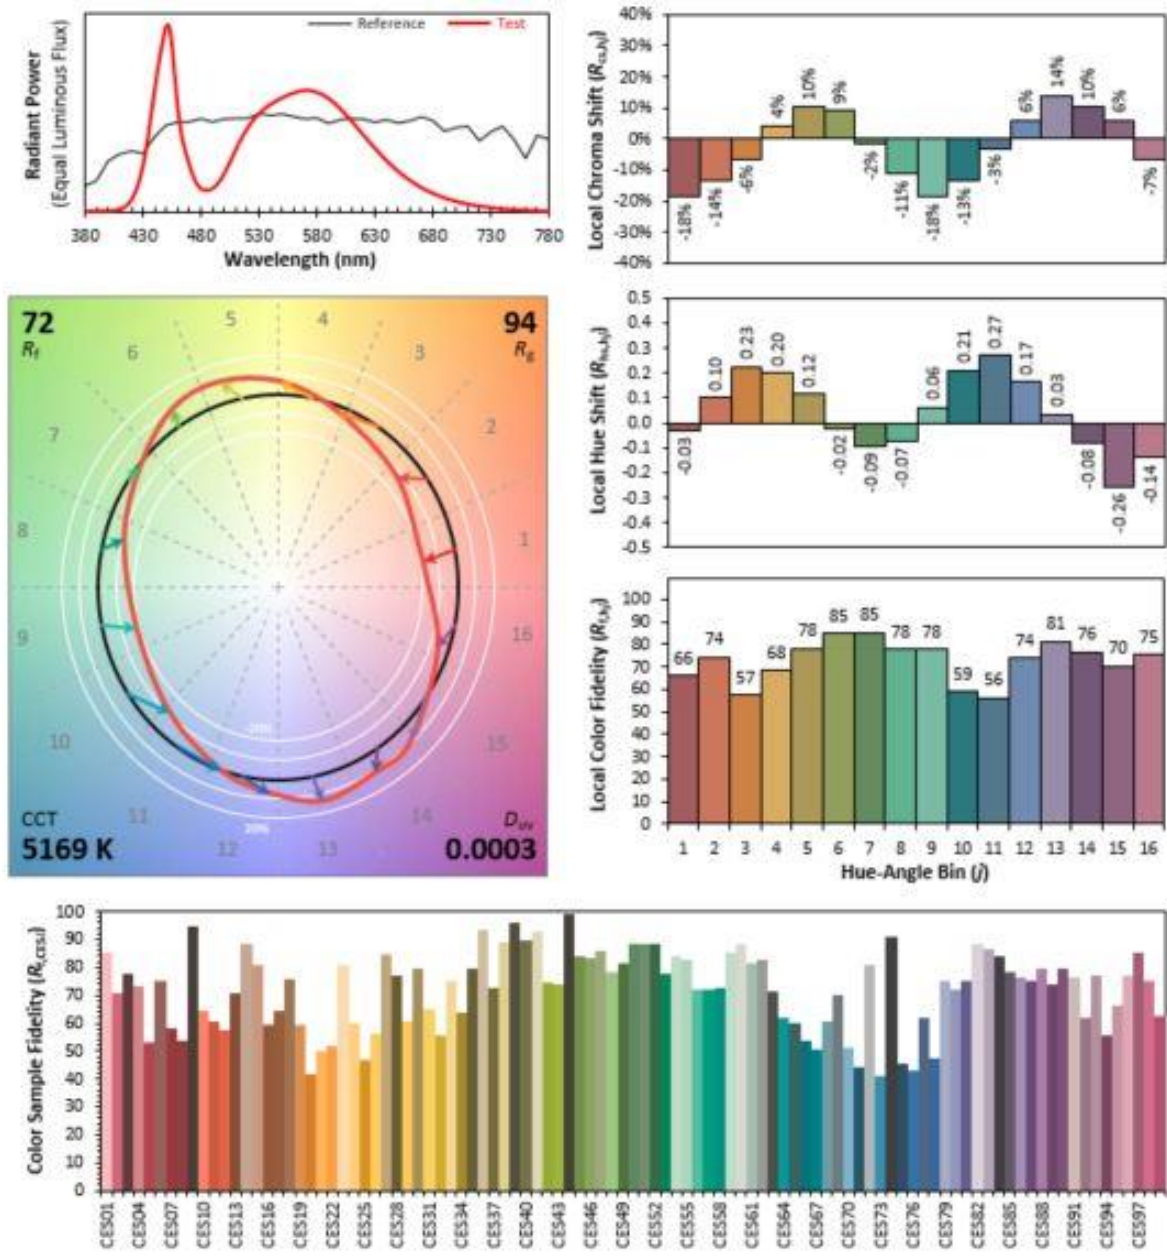 Reference
Test
Radiant Power
(Equal Luminous Flux)
380 430 480 530 580 630 680 730 780
Wavelength (nm)
Local Chroma Shift (Rcs,hj)
40%
30%
20%
10%
0%
-10%
-20%
-30%
-40%
-18% -14% -6% 4% 10% 9% -2% -11% -18% -13% -3% 6% 14% 10% 6% -7%
72
Rf
94
Rg
5 4
6 3
7 2
8 1
9 16
10 15
11 14
12 13
20%
CCT
5169 K
Duv
0.0003
Local Hue Shift (Rhs,hj)
0.5
0.4
0.3
0.2
0.1
0.0
-0.1
-0.2
-0.3
-0.4
-0.5
-0.03 0.10 0.23 0.20 0.12 -0.02 -0.09 -0.07 0.06 0.21 0.27 0.17 0.03 -0.08 -0.26 -0.14
Local Color Fidelity (Rf,hj)
100
90
80
70
60
50
40
30
20
10
0
66 74 57 68 78 85 85 78 78 59 56 74 81 76 70 75
1 2 3 4 5 6 7 8 9 10 11 12 13 14 15 16
Hue-Angle Bin (j)
Color Sample Fidelity (Rf,CESi)
100
90
80
70
60
50
40
30
20
10
0
CES01 CES04 CES07 CES10 CES13 CES16 CES19 CES22 CES25 CES28 CES31 CES34 CES37 CES40 CES43 CES46 CES49 CES52 CES55 CES58 CES61 CES64 CES67 CES70 CES73 CES76 CES79 CES82 CES85 CES88 CES91 CES94 CES97